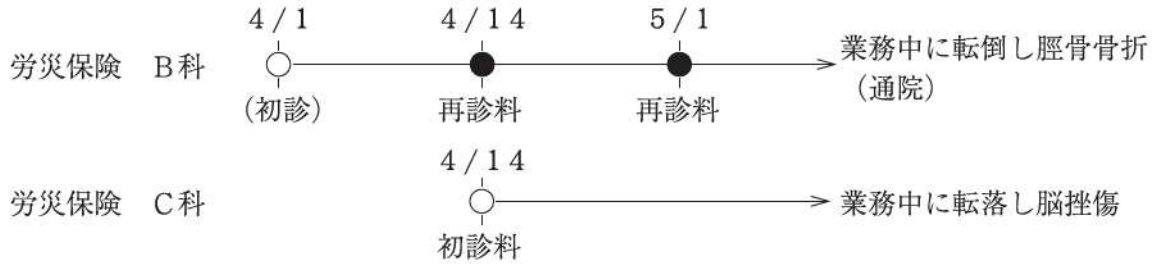 4/1 4/14 5/1
労災保険 B科
業務中に転倒し脛骨骨折
(通院)
(初診) 再診料 再診料
4/14
労災保険 C科
業務中に転落し脳挫傷
初診料